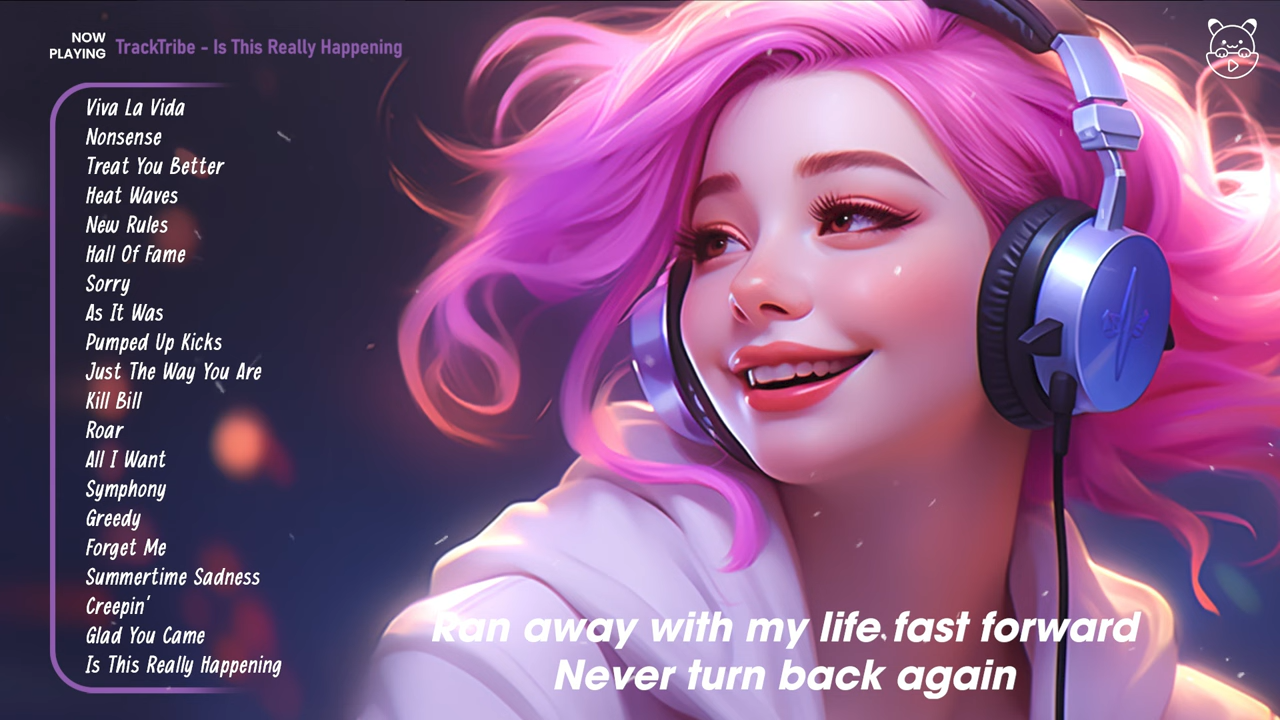 NOW
PLAYING
TrackTribe - Is This Really Happening
Viva La Vida
Nonsense
Treat You Better
Heat Waves
New Rules
Hall Of Fame
Sorry
As It Was
Pumped Up Kicks
Just The Way You Are
Kill Bill
Roar
All I Want
Symphony
Greedy
Forget Me
Summertime Sadness
Creepin'
Glad You Came
Is This Really Happening
Ran away with my life fast forward
Never turn back again